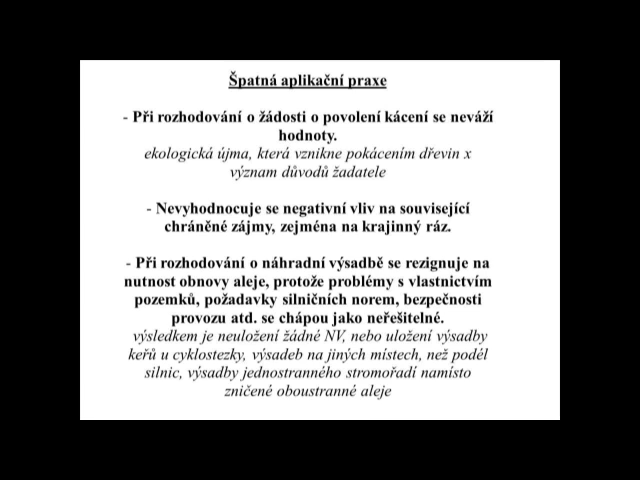 Špatná aplikační praxe
- Při rozhodování o žádosti o povolení kácení se neváží
hodnoty.
ekologická újma, která vznikne pokácením dřevin x
význam důvodů žadatele
- Nevyhodnocuje se negativní vliv na související
chráněné zájmy, zejména na krajinný ráz.
- Při rozhodování o náhradní výsadbě se rezignuje na
nutnost obnovy aleje, protože problémy s vlastnictvím
pozemků, požadavky silničních norem, bezpečnosti
provozu atd. se chápou jako neřešitelné.
výsledkem je neuložení žádné NV, nebo uložení výsadby
keřů u cyklostezky, výsadeb na jiných místech, než podél
silnic, výsadby jednostranného stromořadí namísto
zničené oboustranné aleje